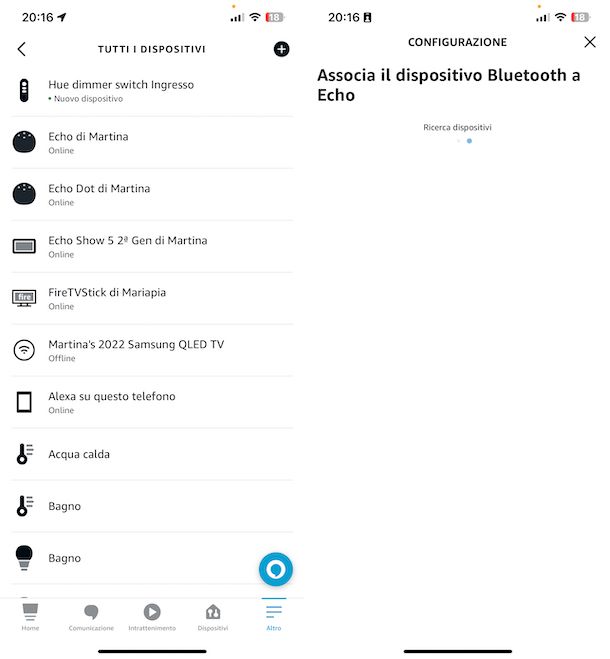 20:16
18
TUTTI I DISPOSITIVI
Hue dimmer switch Ingresso
• Nuovo dispositivo
Echo di Martina
Online
Echo Dot di Martina
Online
Echo Show 5 2ª Gen di Martina
Online
fire
FireTVStick di Mariapia
Online
Martina's 2022 Samsung QLED TV
Offline
Alexa su questo telefono
Online
Acqua calda
Bagno
Bagno
Home
Comunicazione
Intrattenimento
Dispositivi
Altro
20:16
18
CONFIGURAZIONE
Associa il dispositivo Bluetooth a
Echo
Ricerca dispositivi